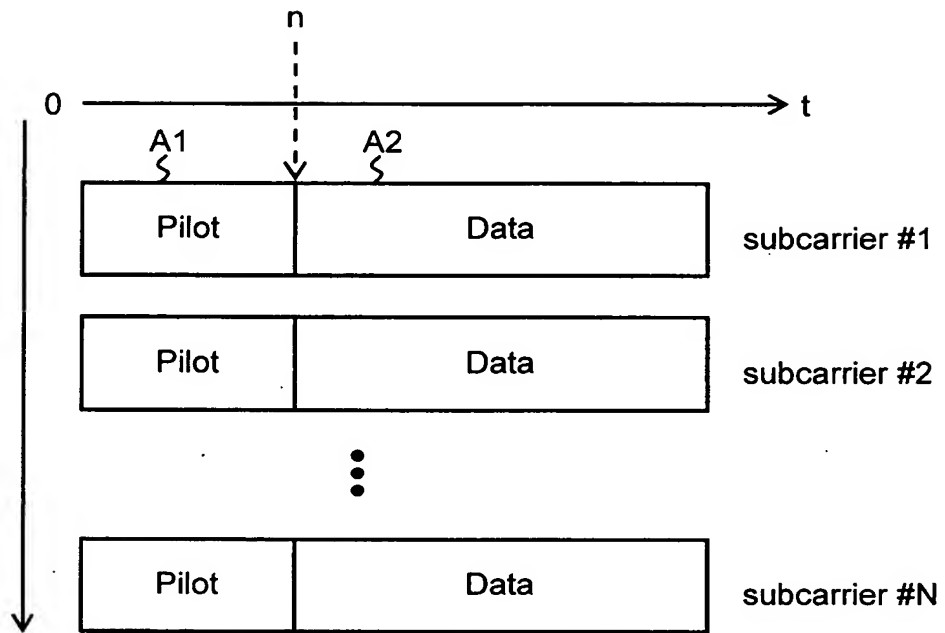 n
0 t
A1 A2
Pilot Data subcarrier #1
Pilot Data subcarrier #2
Pilot Data subcarrier #N